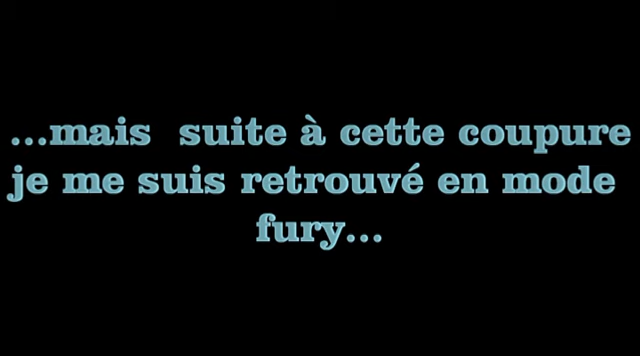 ...mais  suite à cette coupure
je me suis retrouvé en mode
fury...